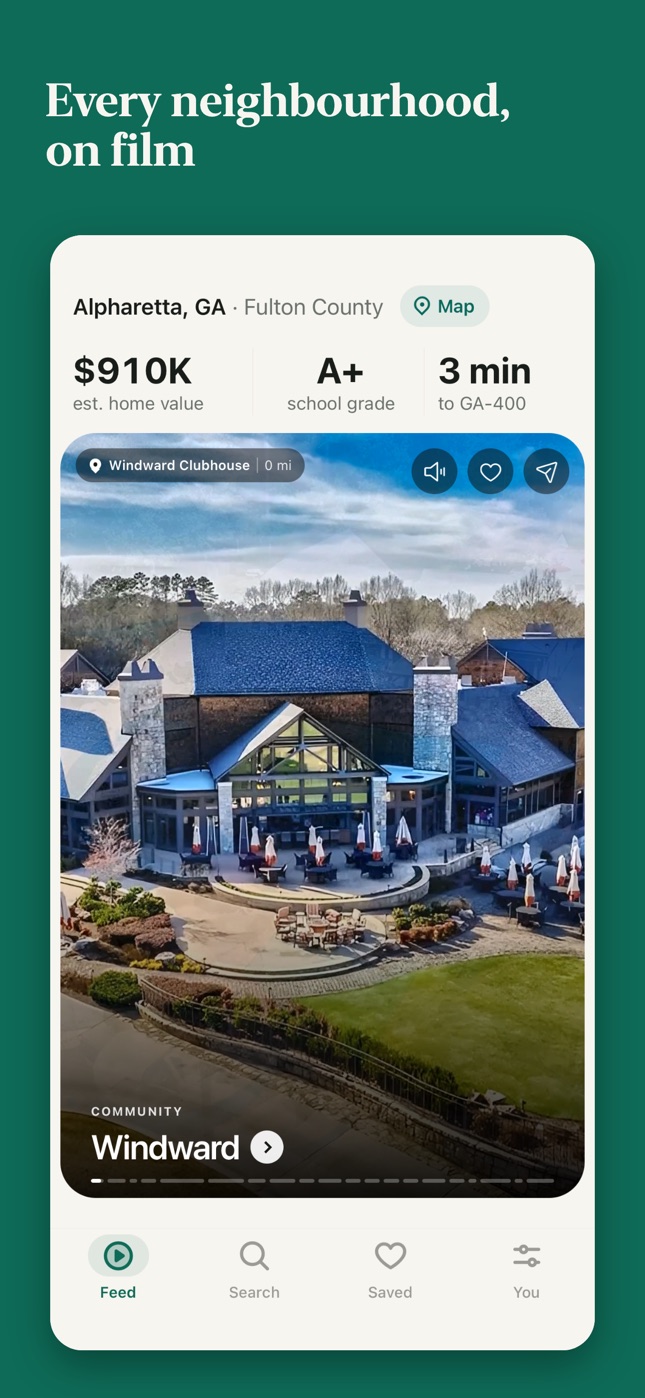 Every neighbourhood,
on film
Alpharetta, GA · Fulton County
Map
$910K
est. home value
A+
school grade
3 min
to GA-400
Windward Clubhouse | 0 mi
COMMUNITY
Windward
Feed
Search
Saved
You